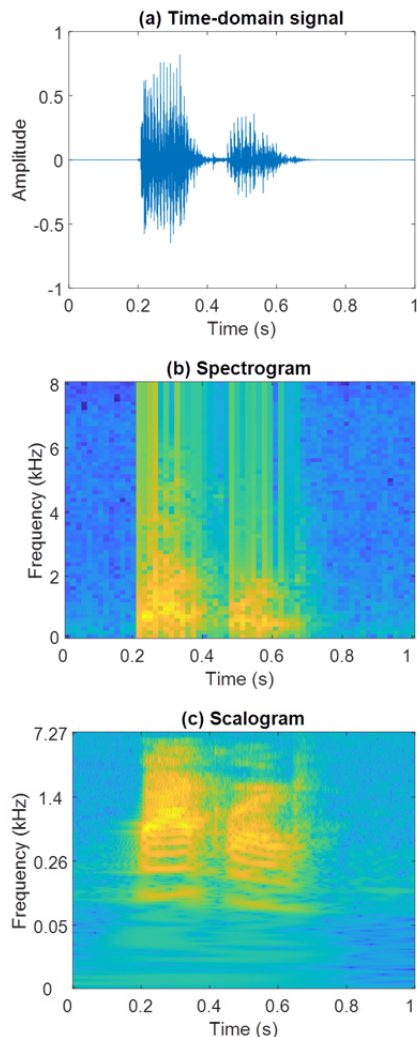 (a) Time-domain signal
1
0.5
0
-0.5
-1
Amplitude
0 0.2 0.4 0.6 0.8 1
Time (s)
(b) Spectrogram
8
6
4
2
0
Frequency (kHz)
0 0.2 0.4 0.6 0.8 1
Time (s)
(c) Scalogram
7.27
1.4
0.26
0.05
0
Frequency (kHz)
0 0.2 0.4 0.6 0.8 1
Time (s)